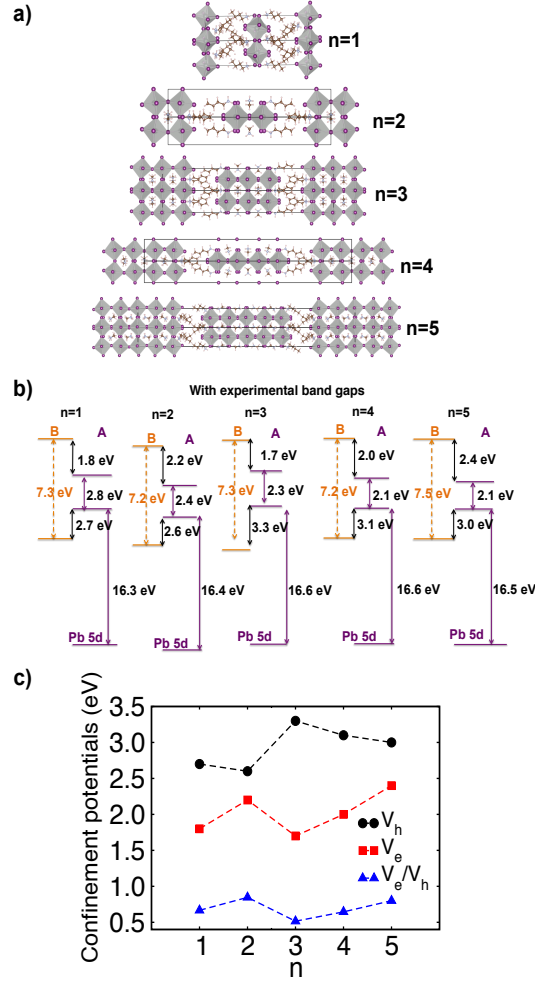 a)
n=1
n=2
n=3
n=4
n=5
b)
With experimental band gaps
n=1 n=2 n=3 n=4 n=5
B A B A B A B A B A
1.8 eV 2.2 eV 1.7 eV 2.0 eV 2.4 eV
7.3 eV 2.8 eV 7.2 eV 2.4 eV 7.3 eV 2.3 eV 7.2 eV 2.1 eV 7.5 eV 2.1 eV
2.7 eV 2.6 eV 3.3 eV 3.1 eV 3.0 eV
16.3 eV 16.4 eV 16.6 eV 16.6 eV 16.5 eV
Pb 5d Pb 5d Pb 5d Pb 5d Pb 5d
c)
Confinement potentials (eV)
3.5
3.0
2.5
2.0
1.5
1.0
0.5
V_h
V_e
V_e/V_h
1 2 3 4 5
n